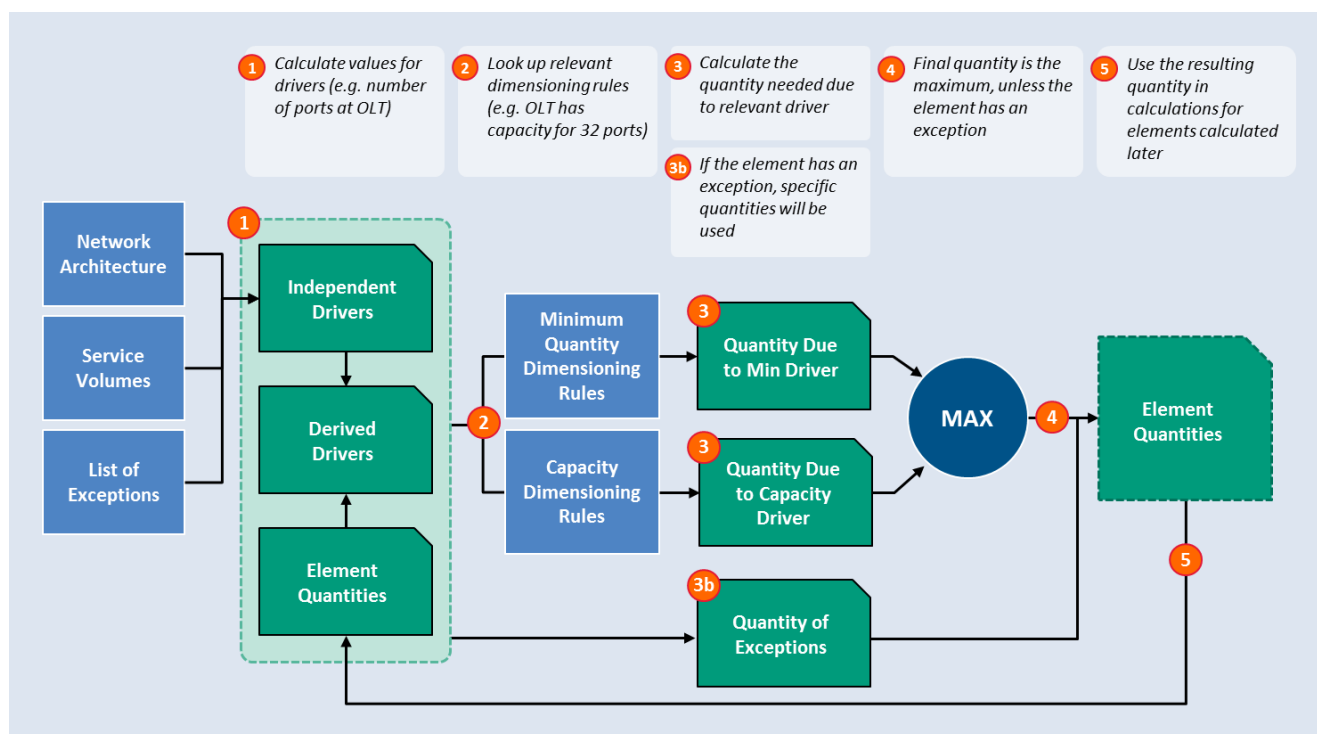 1
Calculate values for
drivers (e.g. number
of ports at OLT)
2
Look up relevant
dimensioning rules
(e.g. OLT has
capacity for 32 ports)
3
Calculate the
quantity needed due
to relevant driver
3b
If the element has an
exception, specific
quantities will be
used
4
Final quantity is the
maximum, unless the
element has an
exception
5
Use the resulting
quantity in
calculations for
elements calculated
later
Network
Architecture
Service
Volumes
List of
Exceptions
1
Independent
Drivers
Derived
Drivers
Element
Quantities
2
Minimum
Quantity
Dimensioning
Rules
Capacity
Dimensioning
Rules
3
Quantity Due
to Min Driver
3
Quantity Due
to Capacity
Driver
3b
Quantity of
Exceptions
MAX
4
Element
Quantities
5